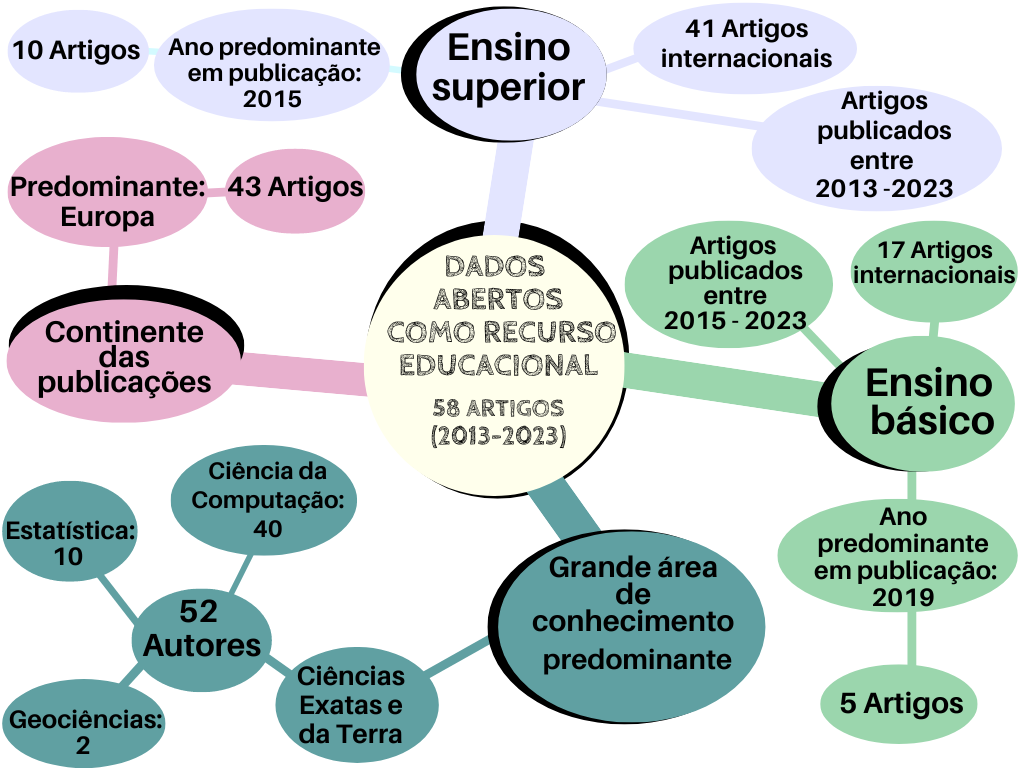 10 Artigos
Ano predominante
em publicação:
2015
Ensino
superior
41 Artigos
internacionais
Artigos
publicados
entre
2013 -2023
Predominante:
Europa
43 Artigos
Continente
das
publicações
DADOS
ABERTOS
COMO RECURSO
EDUCACIONAL
58 ARTIGOS
(2013-2023)
Artigos
publicados
entre
2015 - 2023
17 Artigos
internacionais
Ensino
básico
Ano
predominante
em publicação:
2019
5 Artigos
Grande área
de
conhecimento
predominante
Ciências
Exatas e
da Terra
52
Autores
Ciência da
Computação:
40
Estatística:
10
Geociências:
2